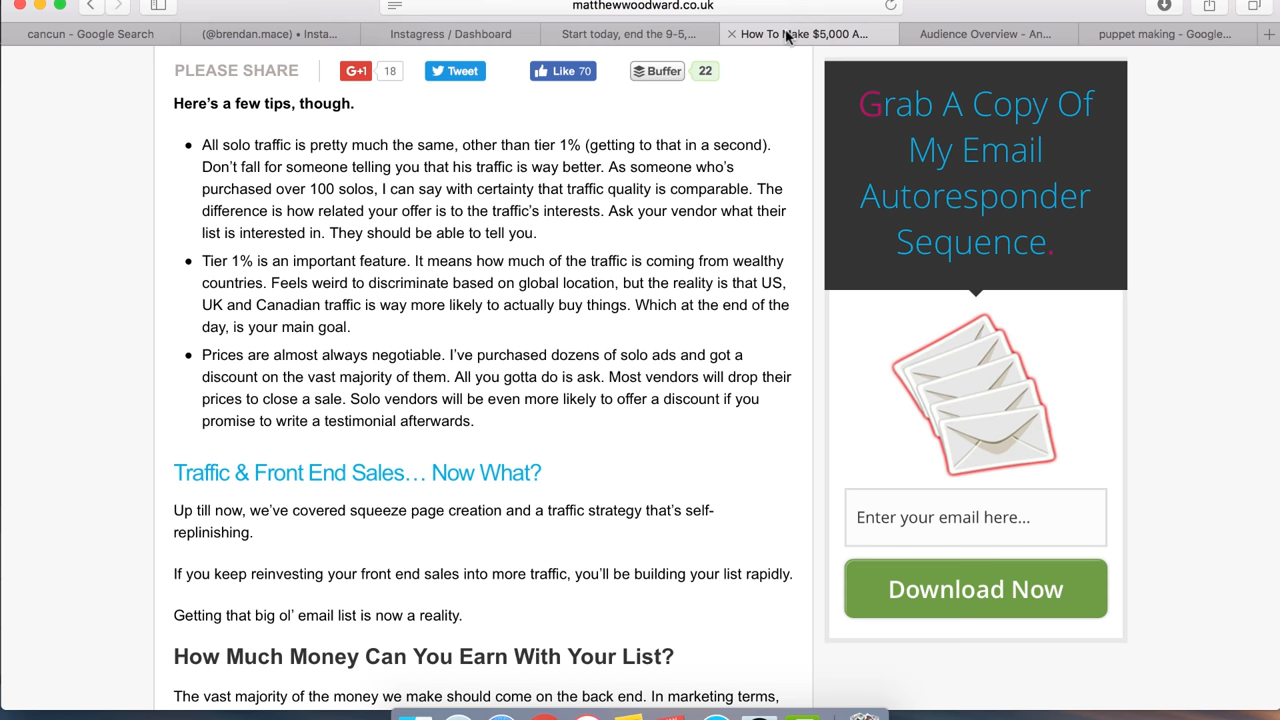 matthewwoodward.co.uk
cancun - Google Search
(@brendan.mace) • Insta...
Instagress / Dashboard
Start today, end the 9-5,...
How To Make $5,000 A...
Audience Overview - An...
puppet making - Google...
PLEASE SHARE
G+1 18
Tweet
Like 70
Buffer 22
Here’s a few tips, though.
All solo traffic is pretty much the same, other than tier 1% (getting to that in a second).
Don’t fall for someone telling you that his traffic is way better. As someone who’s
purchased over 100 solos, I can say with certainty that traffic quality is comparable. The
difference is how related your offer is to the traffic’s interests. Ask your vendor what their
list is interested in. They should be able to tell you.
Tier 1% is an important feature. It means how much of the traffic is coming from wealthy
countries. Feels weird to discriminate based on global location, but the reality is that US,
UK and Canadian traffic is way more likely to actually buy things. Which at the end of the
day, is your main goal.
Prices are almost always negotiable. I’ve purchased dozens of solo ads and got a
discount on the vast majority of them. All you gotta do is ask. Most vendors will drop their
prices to close a sale. Solo vendors will be even more likely to offer a discount if you
promise to write a testimonial afterwards.
Traffic & Front End Sales… Now What?
Up till now, we’ve covered squeeze page creation and a traffic strategy that’s self-
replinishing.
If you keep reinvesting your front end sales into more traffic, you’ll be building your list rapidly.
Getting that big ol’ email list is now a reality.
How Much Money Can You Earn With Your List?
The vast majority of the money we make should come on the back end. In marketing terms,
Grab A Copy Of
My Email
Autoresponder
Sequence.
Enter your email here...
Download Now